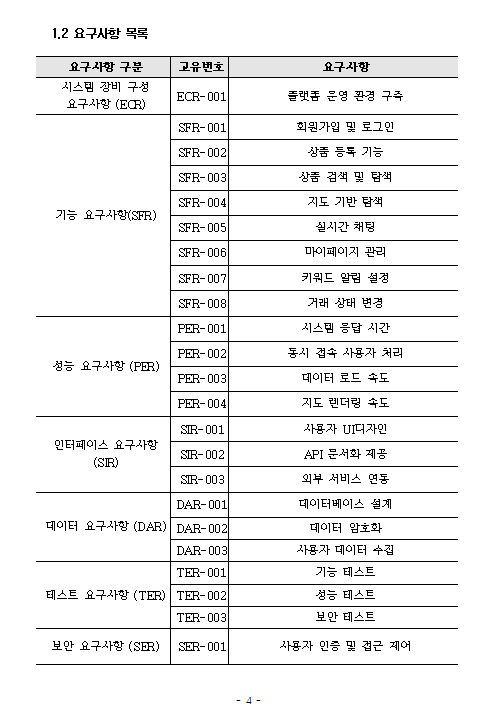 1.2 요구사항 목록
요구사항 구분 고유번호 요구사항
시스템 장비 구성
요구사항 (ECR) ECR-001 플랫폼 운영 환경 구축
기능 요구사항(SFR) SFR-001 회원가입 및 로그인
SFR-002 상품 등록 기능
SFR-003 상품 검색 및 탐색
SFR-004 지도 기반 탐색
SFR-005 실시간 채팅
SFR-006 마이페이지 관리
SFR-007 키워드 알림 설정
SFR-008 거래 상태 변경
성능 요구사항 (PER) PER-001 시스템 응답 시간
PER-002 동시 접속 사용자 처리
PER-003 데이터 로드 속도
PER-004 지도 렌더링 속도
인터페이스 요구사항
(SIR) SIR-001 사용자 UI디자인
SIR-002 API 문서화 제공
SIR-003 외부 서비스 연동
데이터 요구사항 (DAR) DAR-001 데이터베이스 설계
DAR-002 데이터 암호화
DAR-003 사용자 데이터 수집
테스트 요구사항 (TER) TER-001 기능 테스트
TER-002 성능 테스트
TER-003 보안 테스트
보안 요구사항 (SER) SER-001 사용자 인증 및 접근 제어
- 4 -